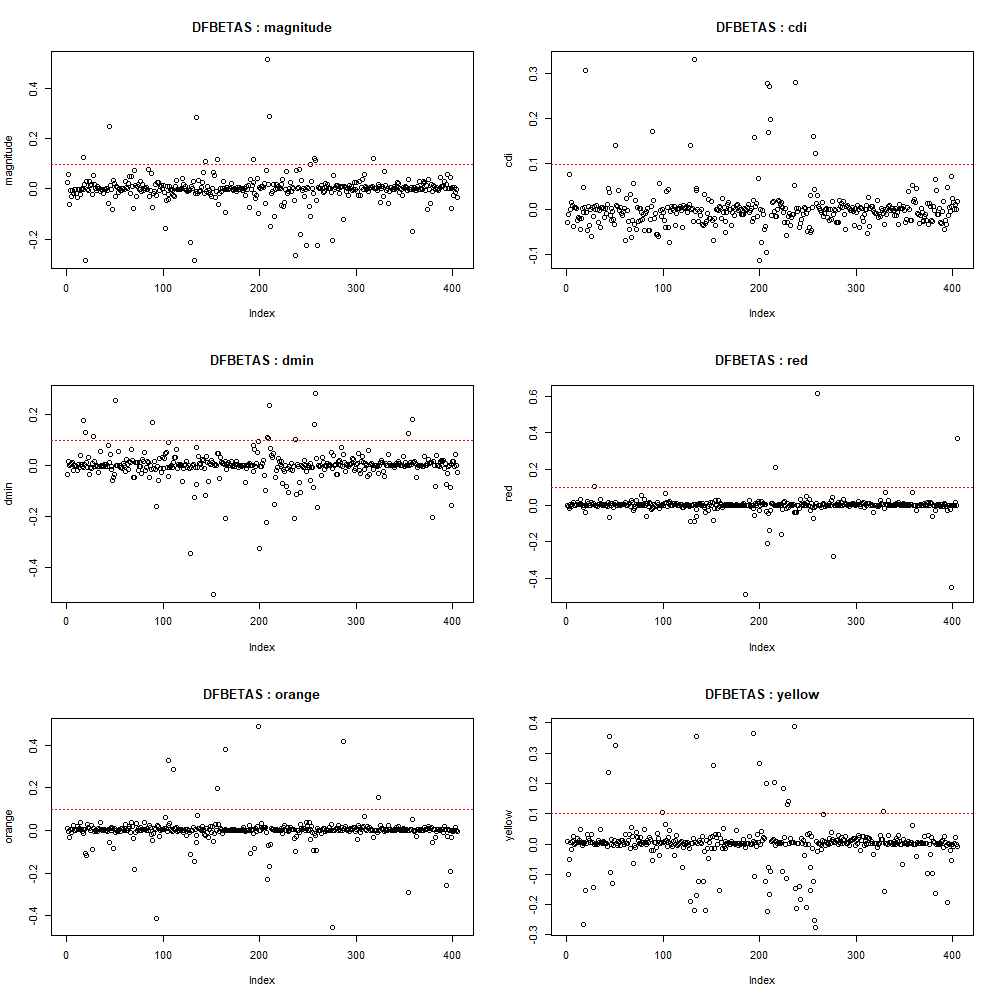 DFBETAS : magnitude
magnitude
0.4
0.2
0.0
-0.2
0 100 200 300 400
Index
DFBETAS : cdi
cdi
0.3
0.2
0.1
0.0
-0.1
0 100 200 300 400
Index
DFBETAS : dmin
dmin
0.2
0.0
-0.2
-0.4
0 100 200 300 400
Index
DFBETAS : red
red
0.6
0.4
0.2
0.0
-0.2
-0.4
0 100 200 300 400
Index
DFBETAS : orange
orange
0.4
0.2
0.0
-0.2
-0.4
0 100 200 300 400
Index
DFBETAS : yellow
yellow
0.4
0.3
0.2
0.1
0.0
-0.1
-0.2
-0.3
0 100 200 300 400
Index